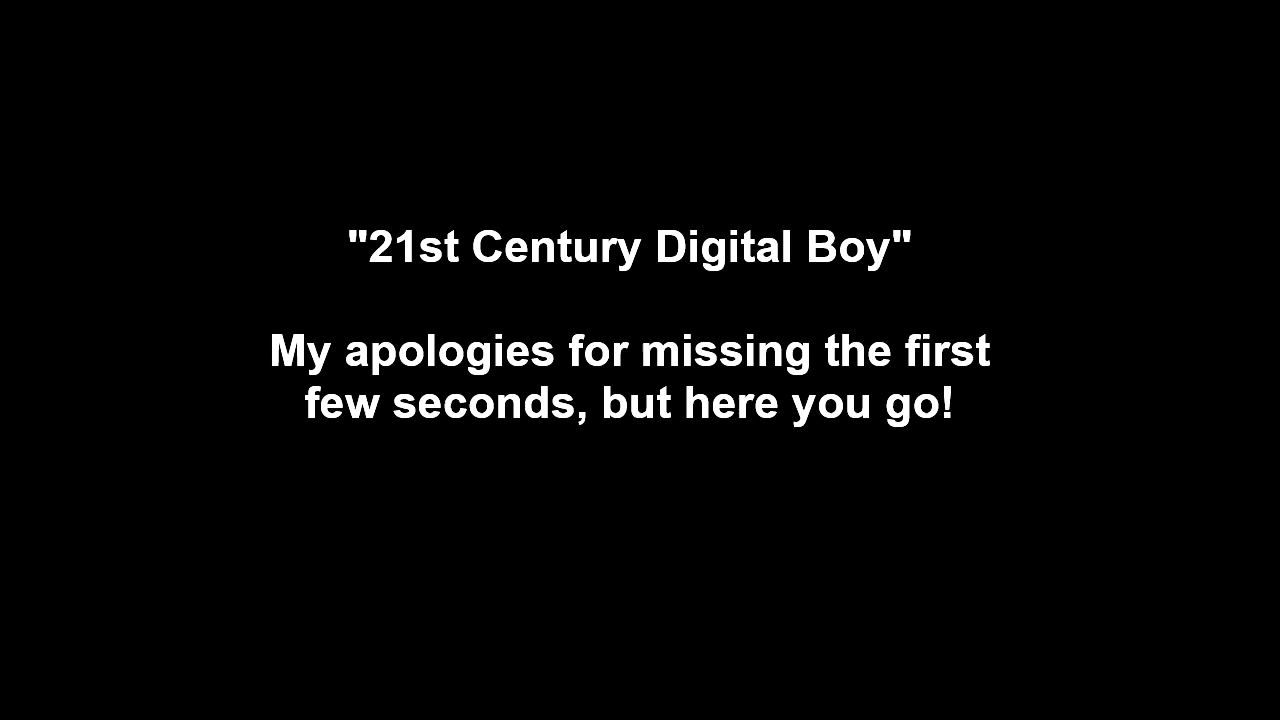 "21st Century Digital Boy"
My apologies for missing the first
few seconds, but here you go!